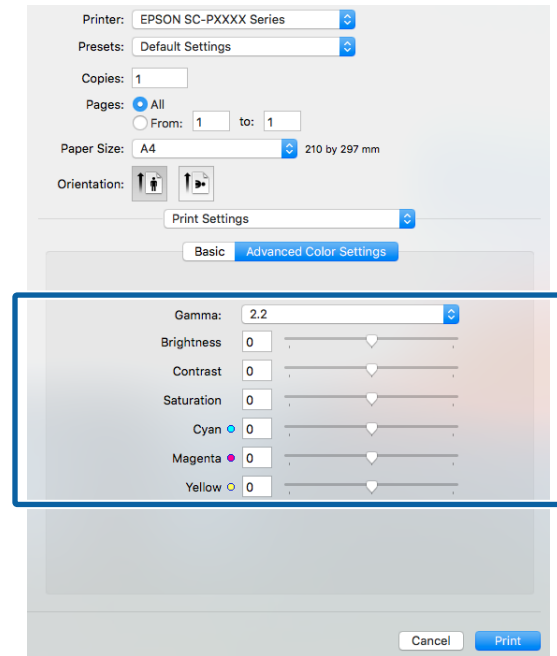 Printer: EPSON SC-PXXXX Series
Presets: Default Settings
Copies: 1
Pages: All
From: 1 to: 1
Paper Size: A4 210 by 297 mm
Orientation:
Print Settings
Basic Advanced Color Settings
Gamma: 2.2
Brightness 0
Contrast 0
Saturation 0
Cyan 0
Magenta 0
Yellow 0
Cancel Print